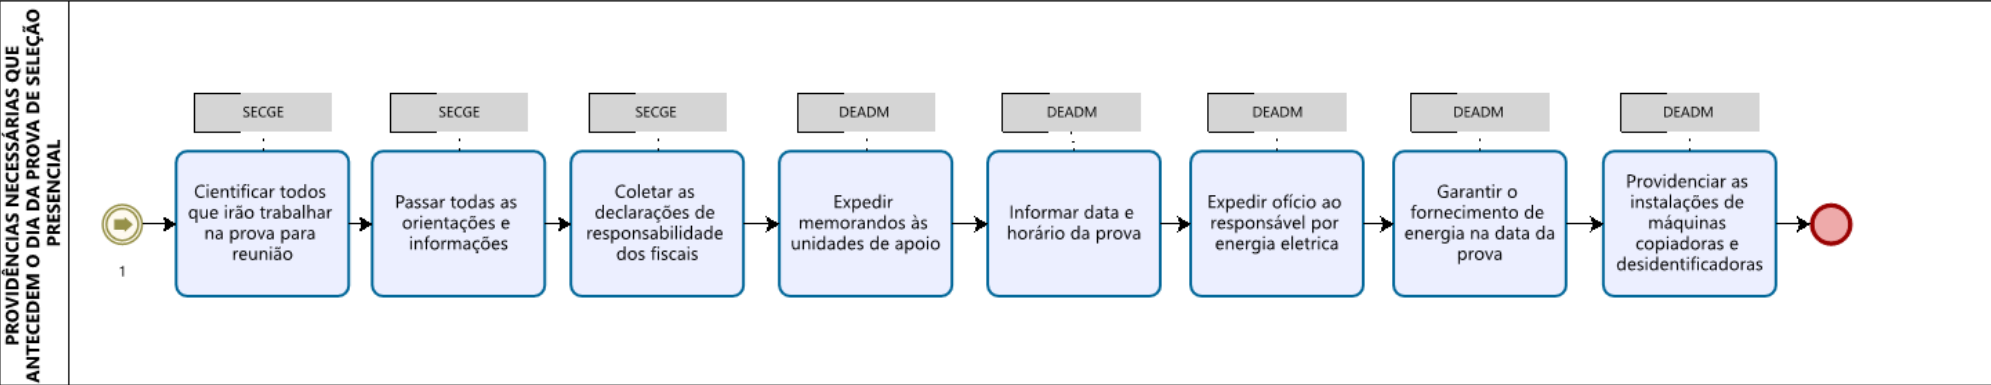 PROVIDÊNCIAS NECESSÁRIAS QUE
ANTECEDEM O DIA DA PROVA DE SELEÇÃO
PRESENCIAL
1
SECGE
Cientificar todos
que irão trabalhar
na prova para
reunião
SECGE
Passar todas as
orientações e
informações
SECGE
Coletar as
declarações de
responsabilidade
dos fiscais
DEADM
Expedir
memorandos às
unidades de apoio
DEADM
Informar data e
horário da prova
DEADM
Expedir ofício ao
responsável por
energia eletrica
DEADM
Garantir o
fornecimento de
energia na data da
prova
DEADM
Providenciar as
instalações de
máquinas
copiadoras e
desidentificadoras